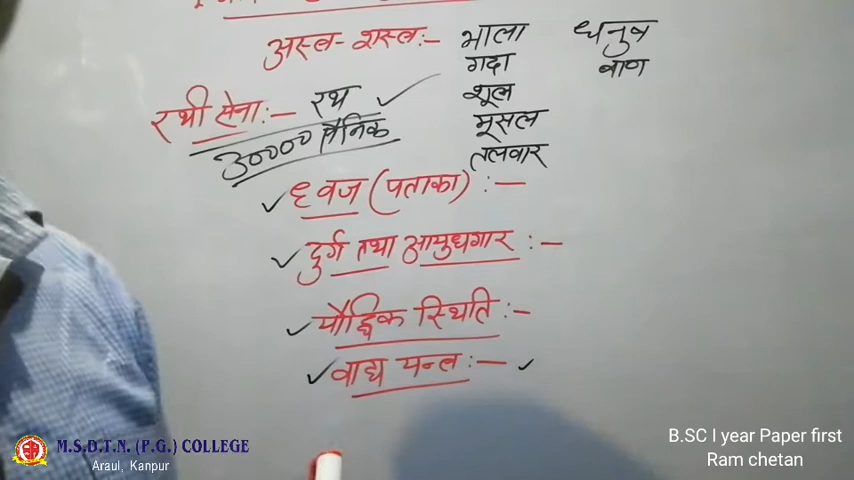 अस्त्र- शस्त्र:- भाला धनुष
गदा बाण
रथी सेना:- रथ शूल
मूसल
30000 सैनिक
तलवार
ध्वज (पताका) :-
दुर्ग तथा आयुधगार :-
यौद्धिक स्थिति:-
वाद्य यन्त्र:-
M.S.D.T.N. (P.G.) COLLEGE
Araul, Kanpur
B.SC I year Paper first
Ram chetan